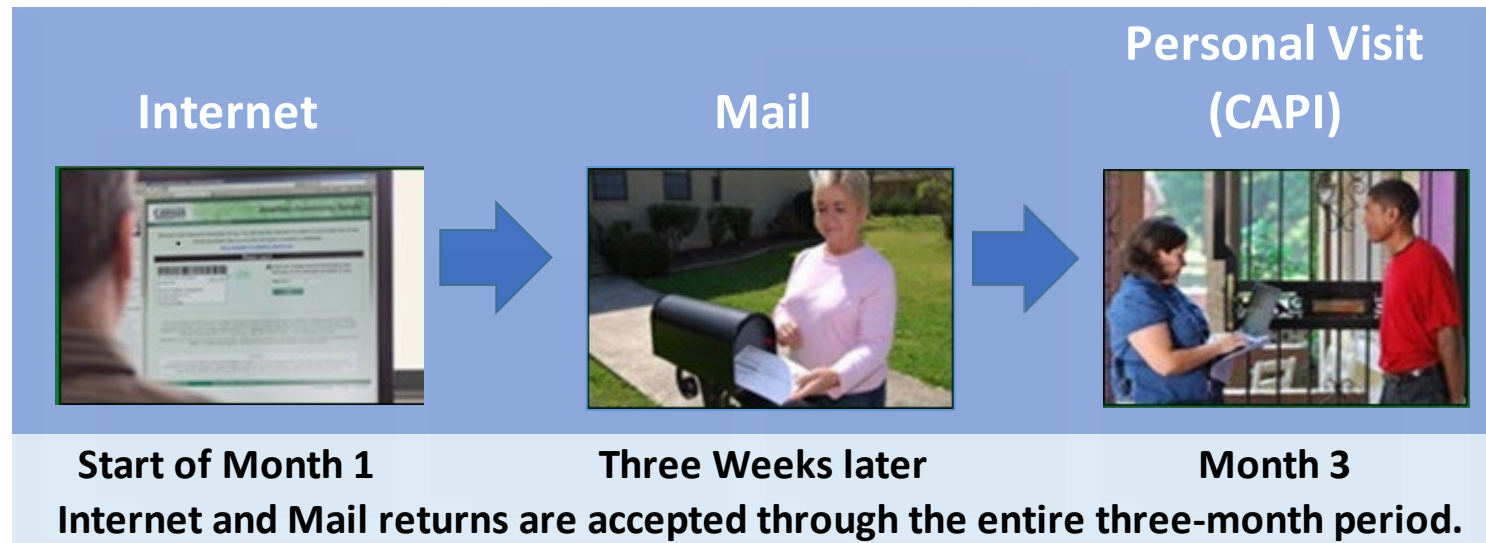 Personal Visit
(CAPI)
Internet
Mail
Start of Month 1
Three Weeks later
Month 3
Internet and Mail returns are accepted through the entire three-month period.